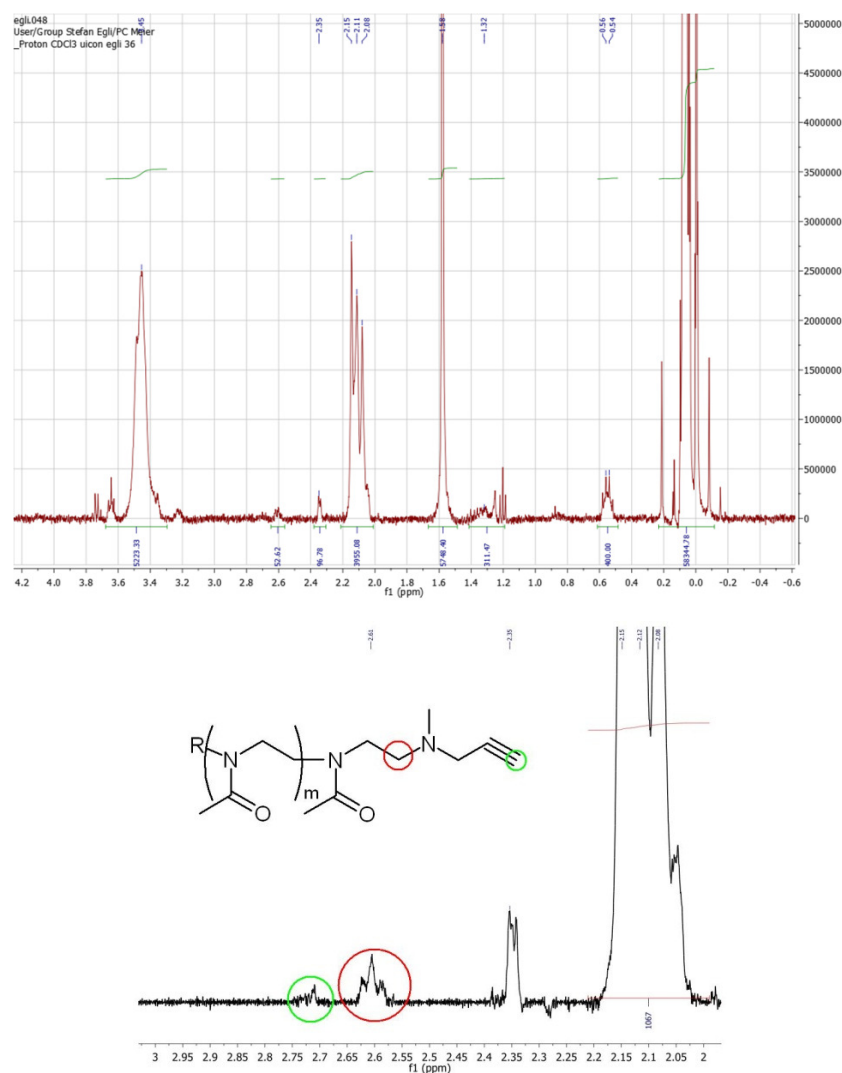 egli.048
User/Group Stefan Egli/PC Meier
_Proton CDCl3 uicon egli 36
3.45
2.35
2.15
2.11
2.08
1.58
1.32
0.56
0.54
5000000
4500000
4000000
3500000
3000000
2500000
2000000
1500000
1000000
500000
0
5223.33
52.62
96.78
3955.08
5748.40
311.47
400.00
58344.78
4.2 4.0 3.8 3.6 3.4 3.2 3.0 2.8 2.6 2.4 2.2 2.0 1.8 1.6 1.4 1.2 1.0 0.8 0.6 0.4 0.2 0.0 -0.2 -0.4 -0.6
f1 (ppm)
2.61
2.35
2.15
2.12
2.08
R
N
N
N
m
O
O
1067
3 2.95 2.9 2.85 2.8 2.75 2.7 2.65 2.6 2.55 2.5 2.45 2.4 2.35 2.3 2.25 2.2 2.15 2.1 2.05 2
f1 (ppm)